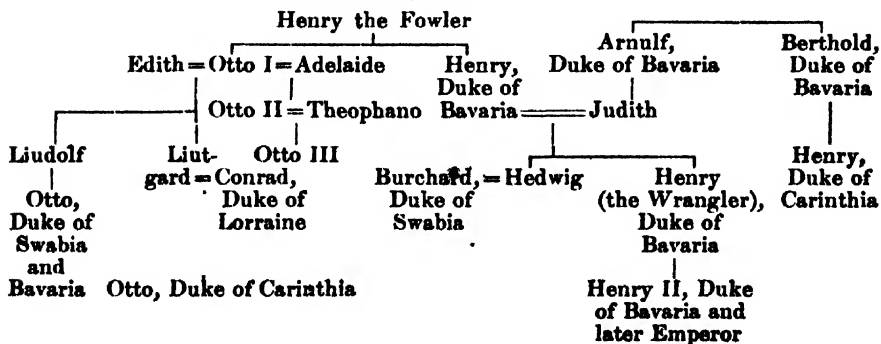 Henry the Fowler
Edith = Otto I = Adelaide Henry, Arnulf, Berthold,
Duke of Duke of Bavaria Duke of
Otto II = Theophano Bavaria ═ Judith Bavaria
Liudolf Liut- Otto III Henry,
gard = Conrad, Burchard, = Hedwig Henry Duke of
Otto, Duke of Duke of (the Wrangler), Carinthia
Duke of Lorraine Swabia Duke of
Swabia Bavaria
and
Bavaria Otto, Duke of Carinthia Henry II, Duke
of Bavaria and
later Emperor